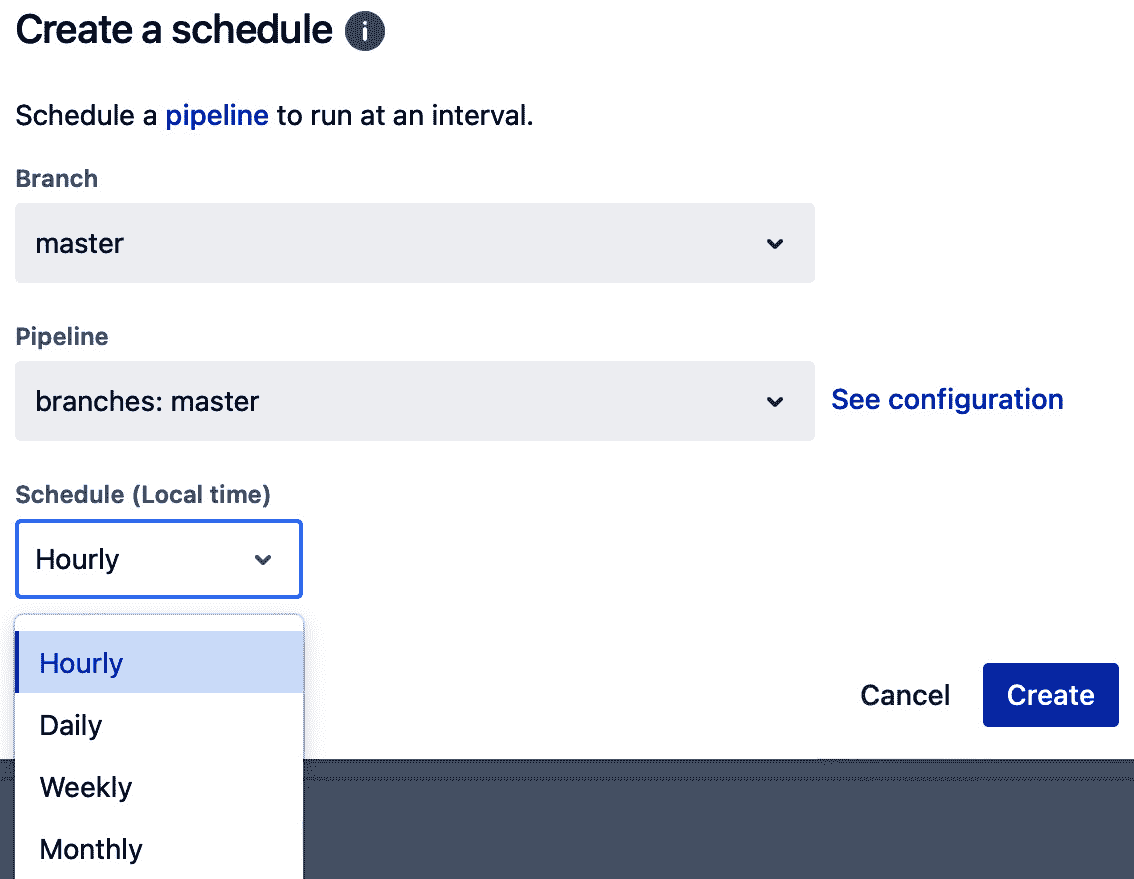 Create a schedule
Schedule a pipeline to run at an interval.
Branch
master
Pipeline
branches: master
See configuration
Schedule (Local time)
Hourly
Hourly
Daily
Weekly
Monthly
Cancel
Create